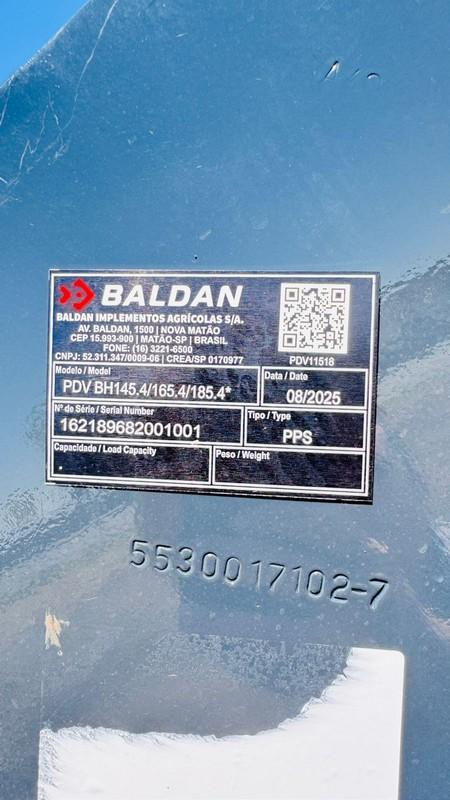 BALDAN
BALDAN IMPLEMENTOS AGRÍCOLAS S/A.
AV. BALDAN, 1500 | NOVA MATÃO
CEP 15.993-900 | MATÃO-SP | BRASIL
FONE: (16) 3221-6500
CNPJ: 52.311.347/0009-06 | CREA/SP 0170977
PDV11518
Modelo / Model
PDV BH145.4/165.4/185.4*
Data / Date
08/2025
N° de Série / Serial Number
162189682001001
Tipo / Type
PPS
Capacidade / Load Capacity
Peso / Weight
5530017102-7